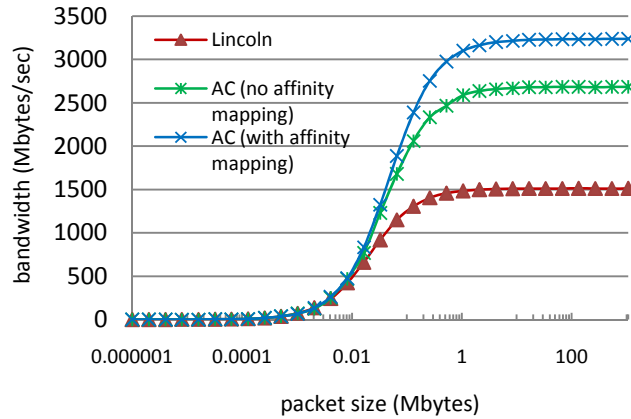 3500
3000
2500
2000
1500
1000
500
0
bandwidth (Mbytes/sec)
Lincoln
AC (no affinity
mapping)
AC (with affinity
mapping)
0.000001 0.0001 0.01 1 100
packet size (Mbytes)